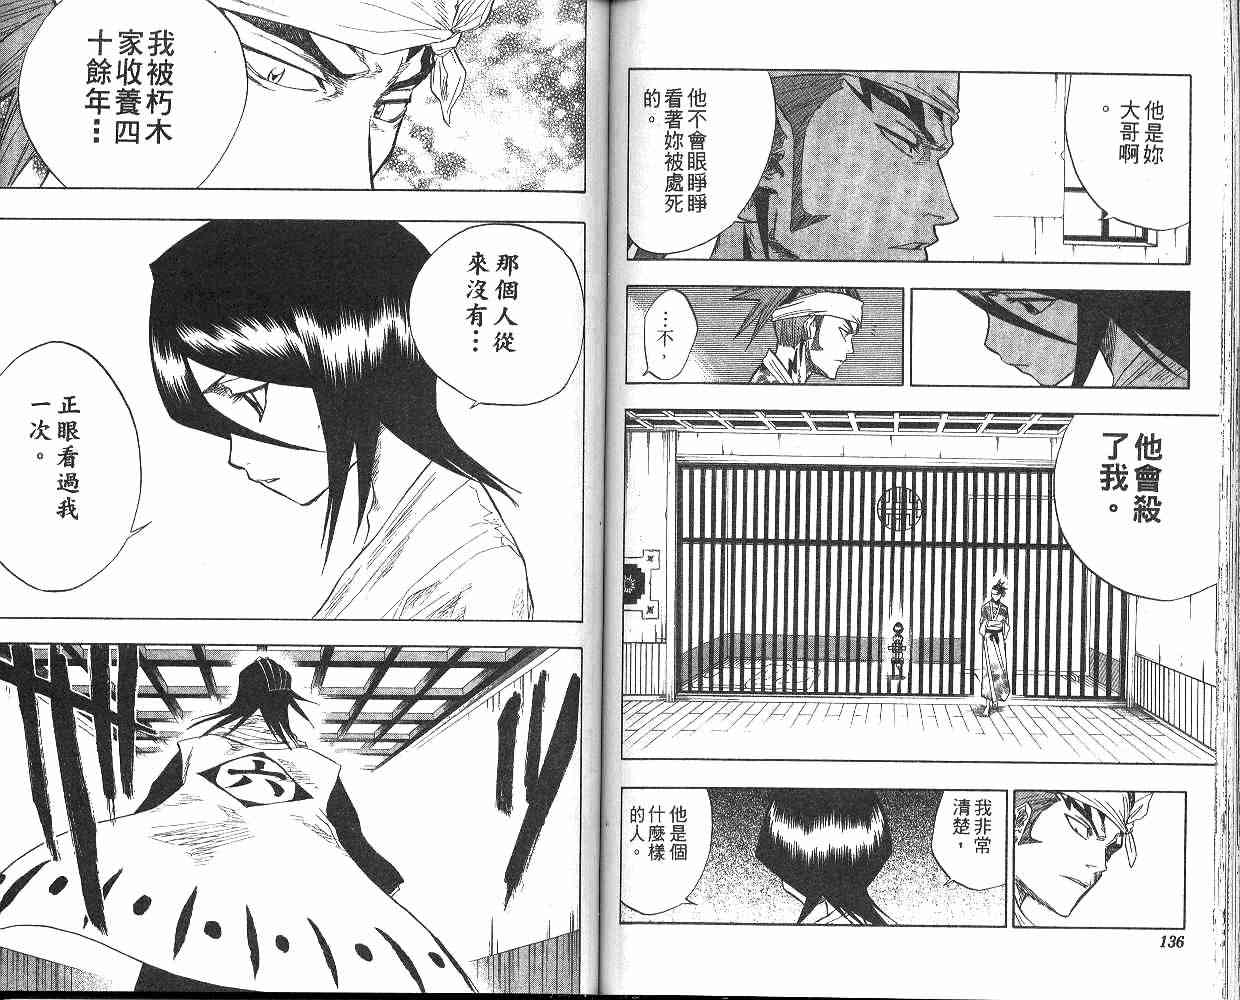 他是妳
大哥啊
。
他不會眼睜睜
看著妳被處死
的。
…不，
他會殺
了我。
我非常
清楚，
他是個
什麼樣
的人。
136
我被朽木
家收養四
十餘年…
那個人從
來沒有…
正眼看過我
一次。
六